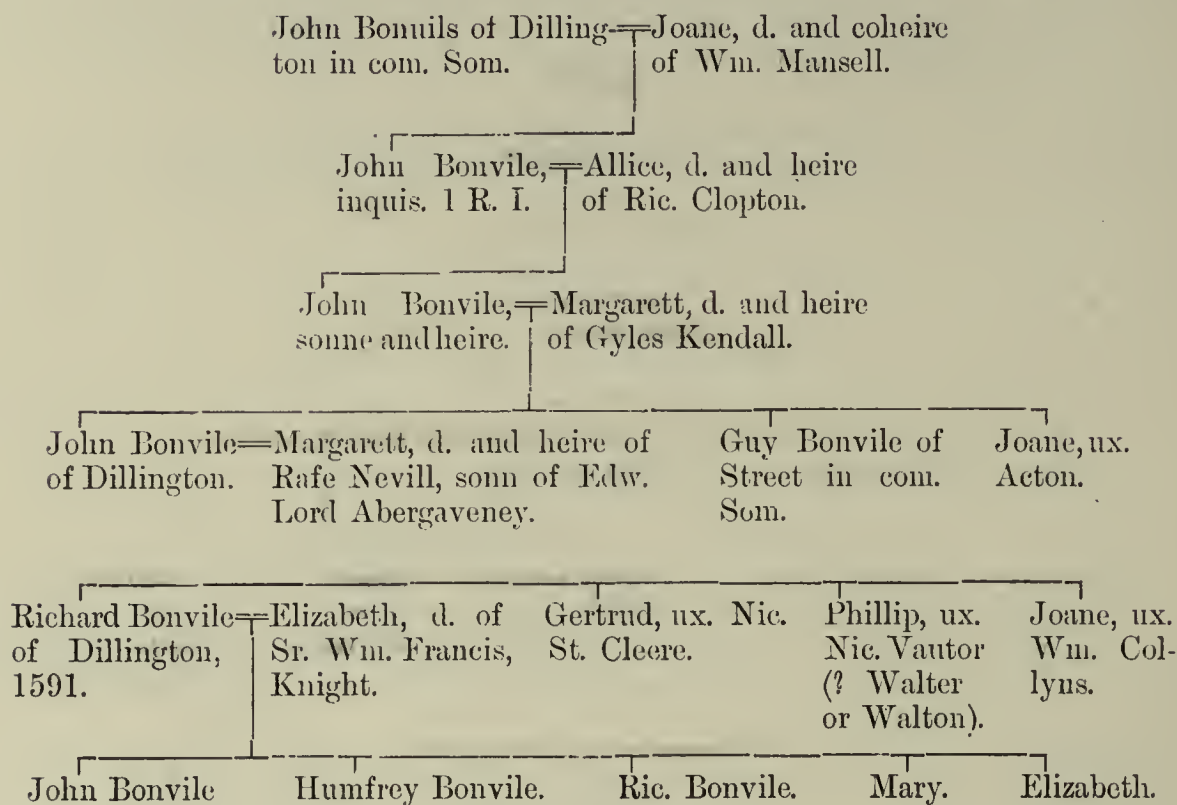 John Bonuils of Dilling- Joane, d. and coheire
ton in com. Som. of Wm. Mansell.
John Bonvile, Allice, d. and heire
inquis. 1 R. I. of Ric. Clopton.
John Bonvile, Margarett, d. and heire
sonne and heire. of Gyles Kendall.
John Bonvile Margarett, d. and heire of Guy Bonvile of Joane, ux.
of Dillington. Rafe Nevill, sonn of Edw. Street in com. Acton.
Lord Abergaveney. Som.
Richard Bonvile Elizabeth, d. of Gertrud, ux. Nic. Phillip, ux. Joane, ux.
of Dillington, Sr. Wm. Francis, St. Cleere. Nic. Vautor Wm. Col-
1591. Knight. (? Walter lyns.
or Walton).
John Bonvile Humfrey Bonvile. Ric. Bonvile. Mary. Elizabeth.